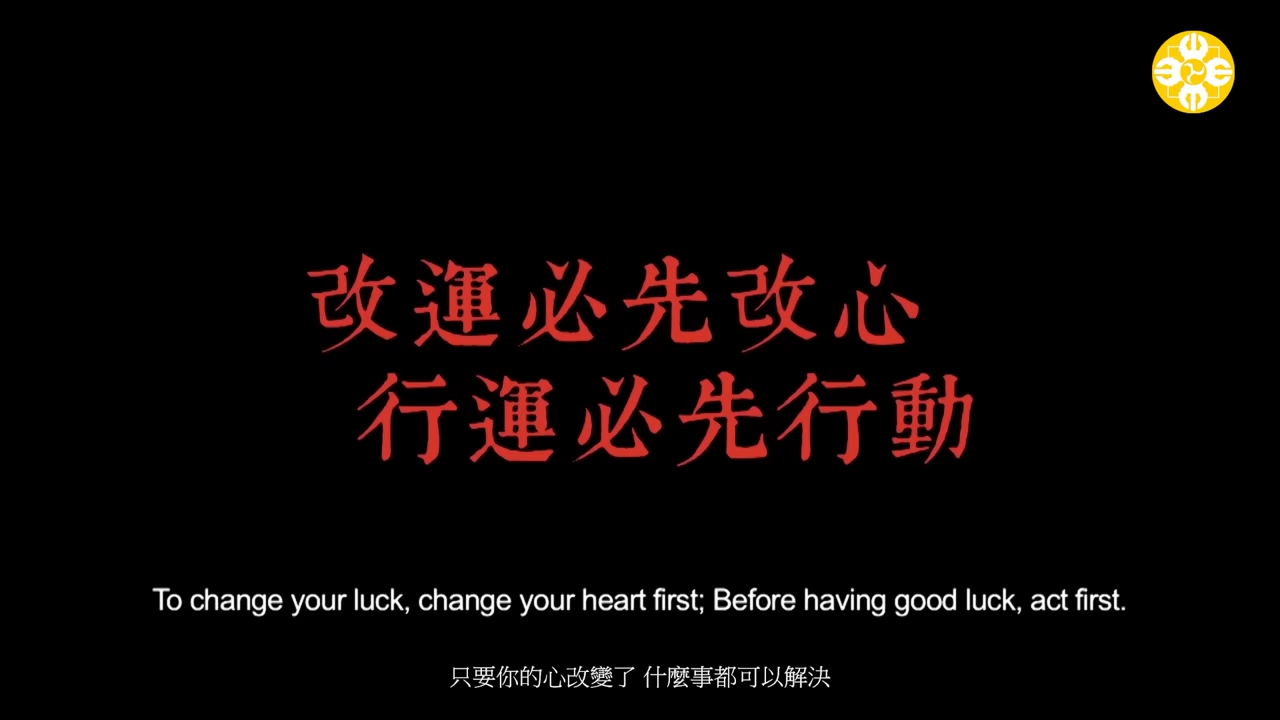 改運必先改心
行運必先行動
To change your luck, change your heart first; Before having good luck, act first.
只要你的心改變了 什麼事都可以解決